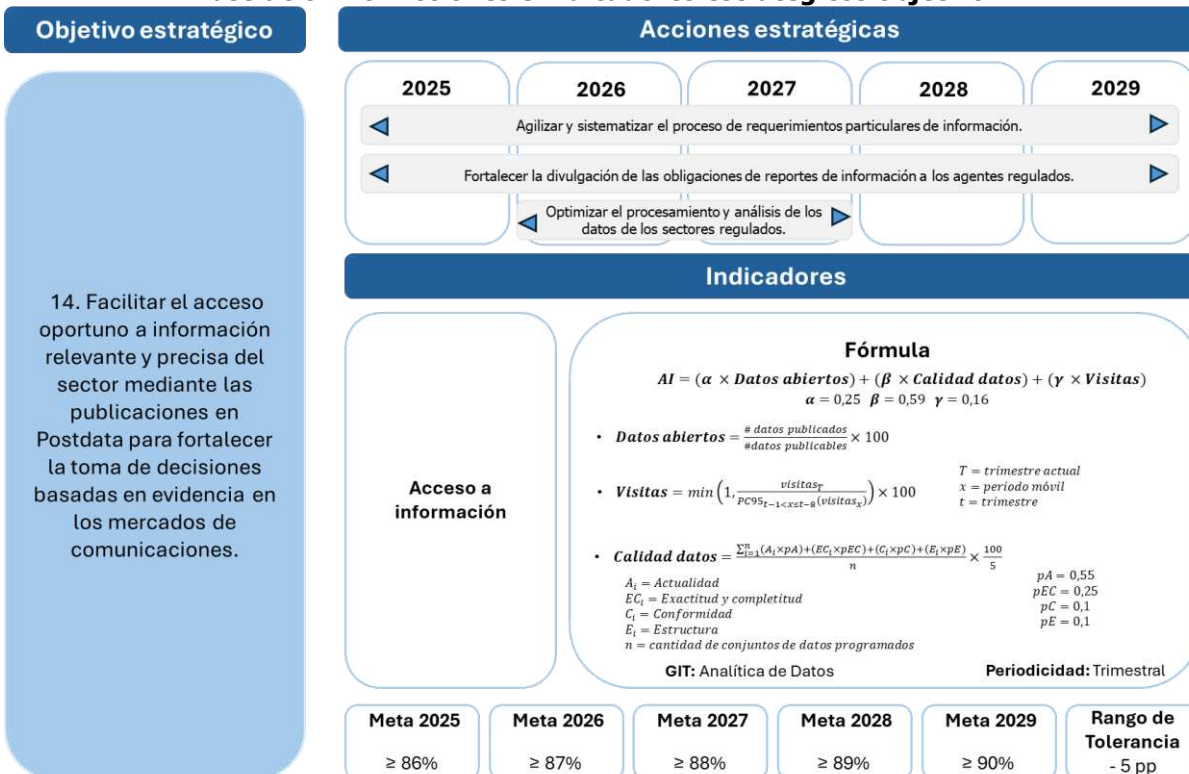 Objetivo estratégico
Acciones estratégicas
2025 2026 2027 2028 2029
Agilizar y sistematizar el proceso de requerimientos particulares de información.
Fortalecer la divulgación de las obligaciones de reportes de información a los agentes regulados.
Optimizar el procesamiento y análisis de los
datos de los sectores regulados.
14. Facilitar el acceso
oportuno a información
relevante y precisa del
sector mediante las
publicaciones en
Postdata para fortalecer
la toma de decisiones
basadas en evidencia en
los mercados de
comunicaciones.
Indicadores
Acceso a
información
Fórmula
AI = (α × Datos abiertos) + (β × Calidad datos) + (γ × Visitas)
α = 0,25 β = 0,59 γ = 0,16
• Datos abiertos = # datos publicados / #datos publicables × 100
• Visitas = min (1, visitas_T / PC95_t−1<x≤t−8(visitas_x)) × 100
T = trimestre actual
x = periodo móvil
t = trimestre
• Calidad datos = ∑ⁿᵢ₌₁(A_i×pA)+(EC_i×pEC)+(C_i×pC)+(E_i×pE) / n × 100 / 5
A_i = Actualidad
EC_i = Exactitud y completitud
C_i = Conformidad
E_i = Estructura
n = cantidad de conjuntos de datos programados
pA = 0,55
pEC = 0,25
pC = 0,1
pE = 0,1
GIT: Analítica de Datos Periodicidad: Trimestral
Meta 2025
≥ 86%
Meta 2026
≥ 87%
Meta 2027
≥ 88%
Meta 2028
≥ 89%
Meta 2029
≥ 90%
Rango de
Tolerancia
- 5 pp